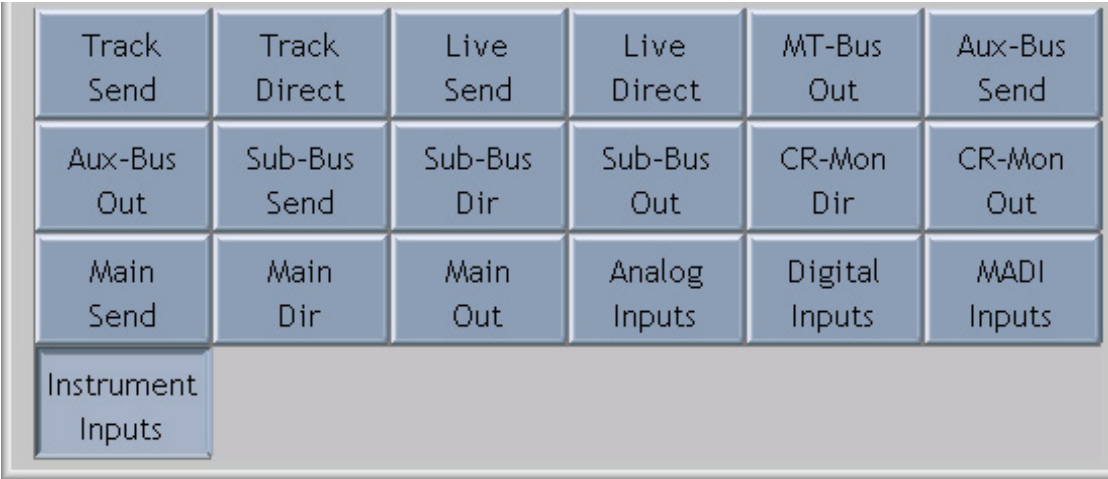 Track
Send
Track
Direct
Live
Send
Live
Direct
MT-Bus
Out
Aux-Bus
Send
Aux-Bus
Out
Sub-Bus
Send
Sub-Bus
Dir
Sub-Bus
Out
CR-Mon
Dir
CR-Mon
Out
Main
Send
Main
Dir
Main
Out
Analog
Inputs
Digital
Inputs
MADI
Inputs
Instrument
Inputs